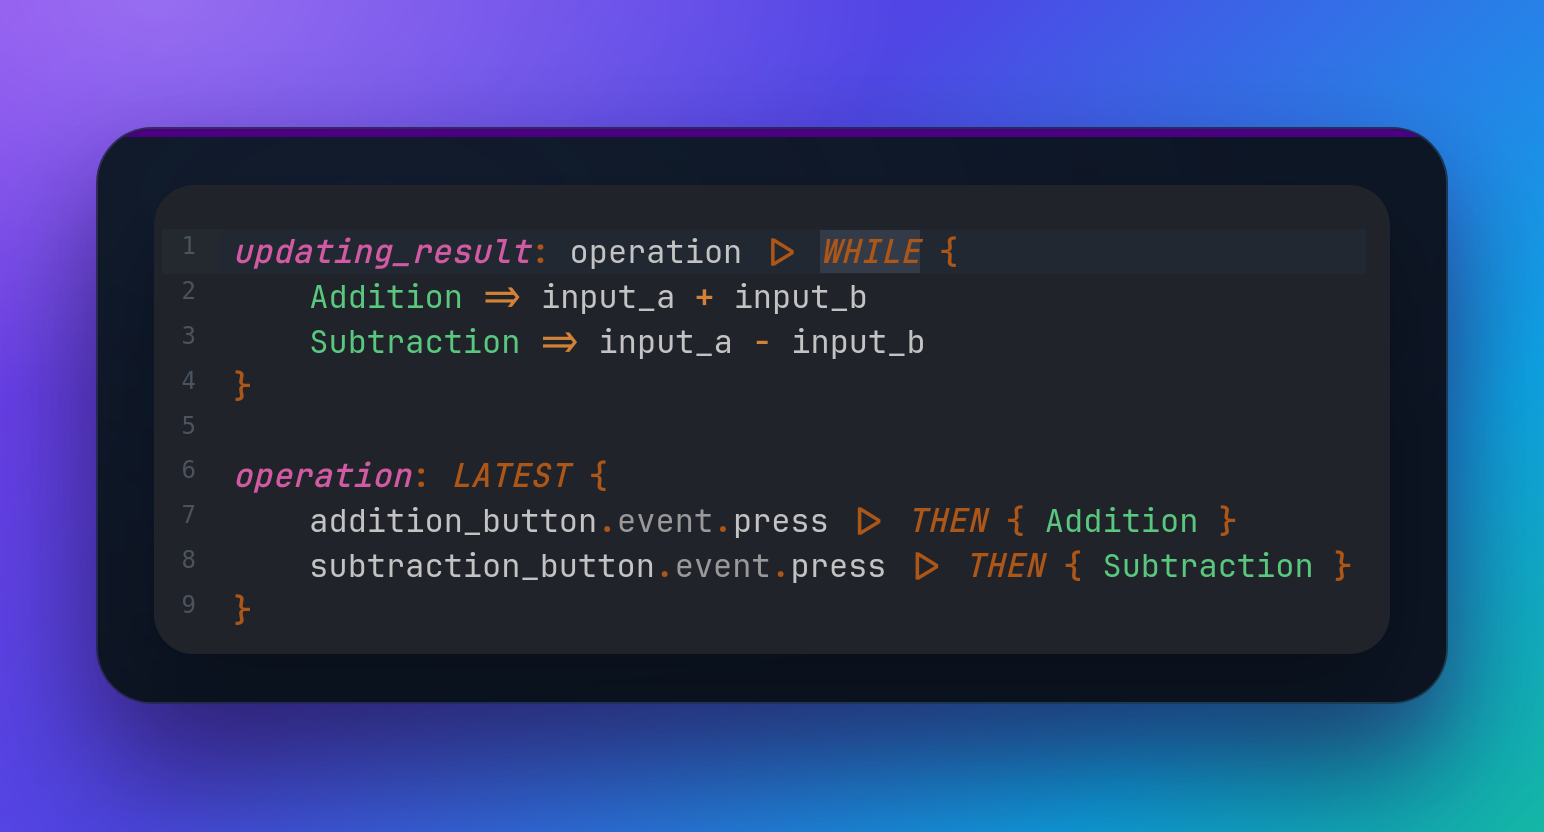 1 updating_result: operation ▷ WHILE {
2     Addition => input_a + input_b
3     Subtraction => input_a - input_b
4 }
5
6 operation: LATEST {
7     addition_button.event.press ▷ THEN { Addition }
8     subtraction_button.event.press ▷ THEN { Subtraction }
9 }